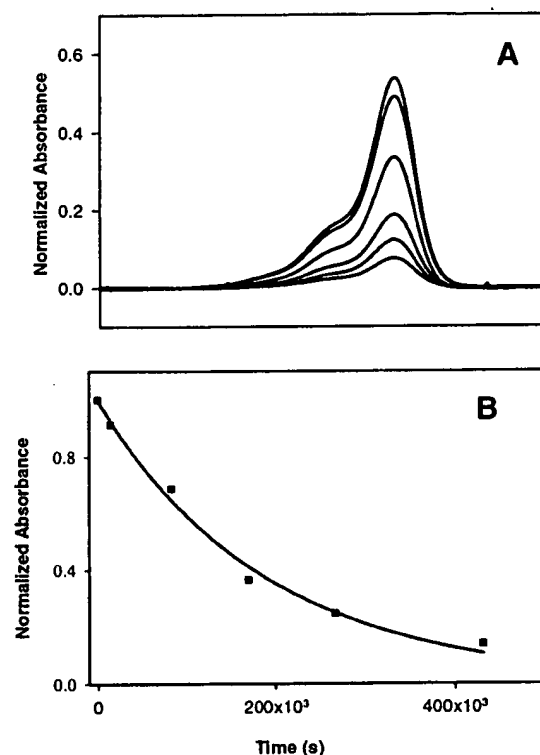 A
0.6
0.4
0.2
0.0
Normalized Absorbance
B
0.8
0.4
0.0
Normalized Absorbance
0
200x10³
400x10³
Time (s)